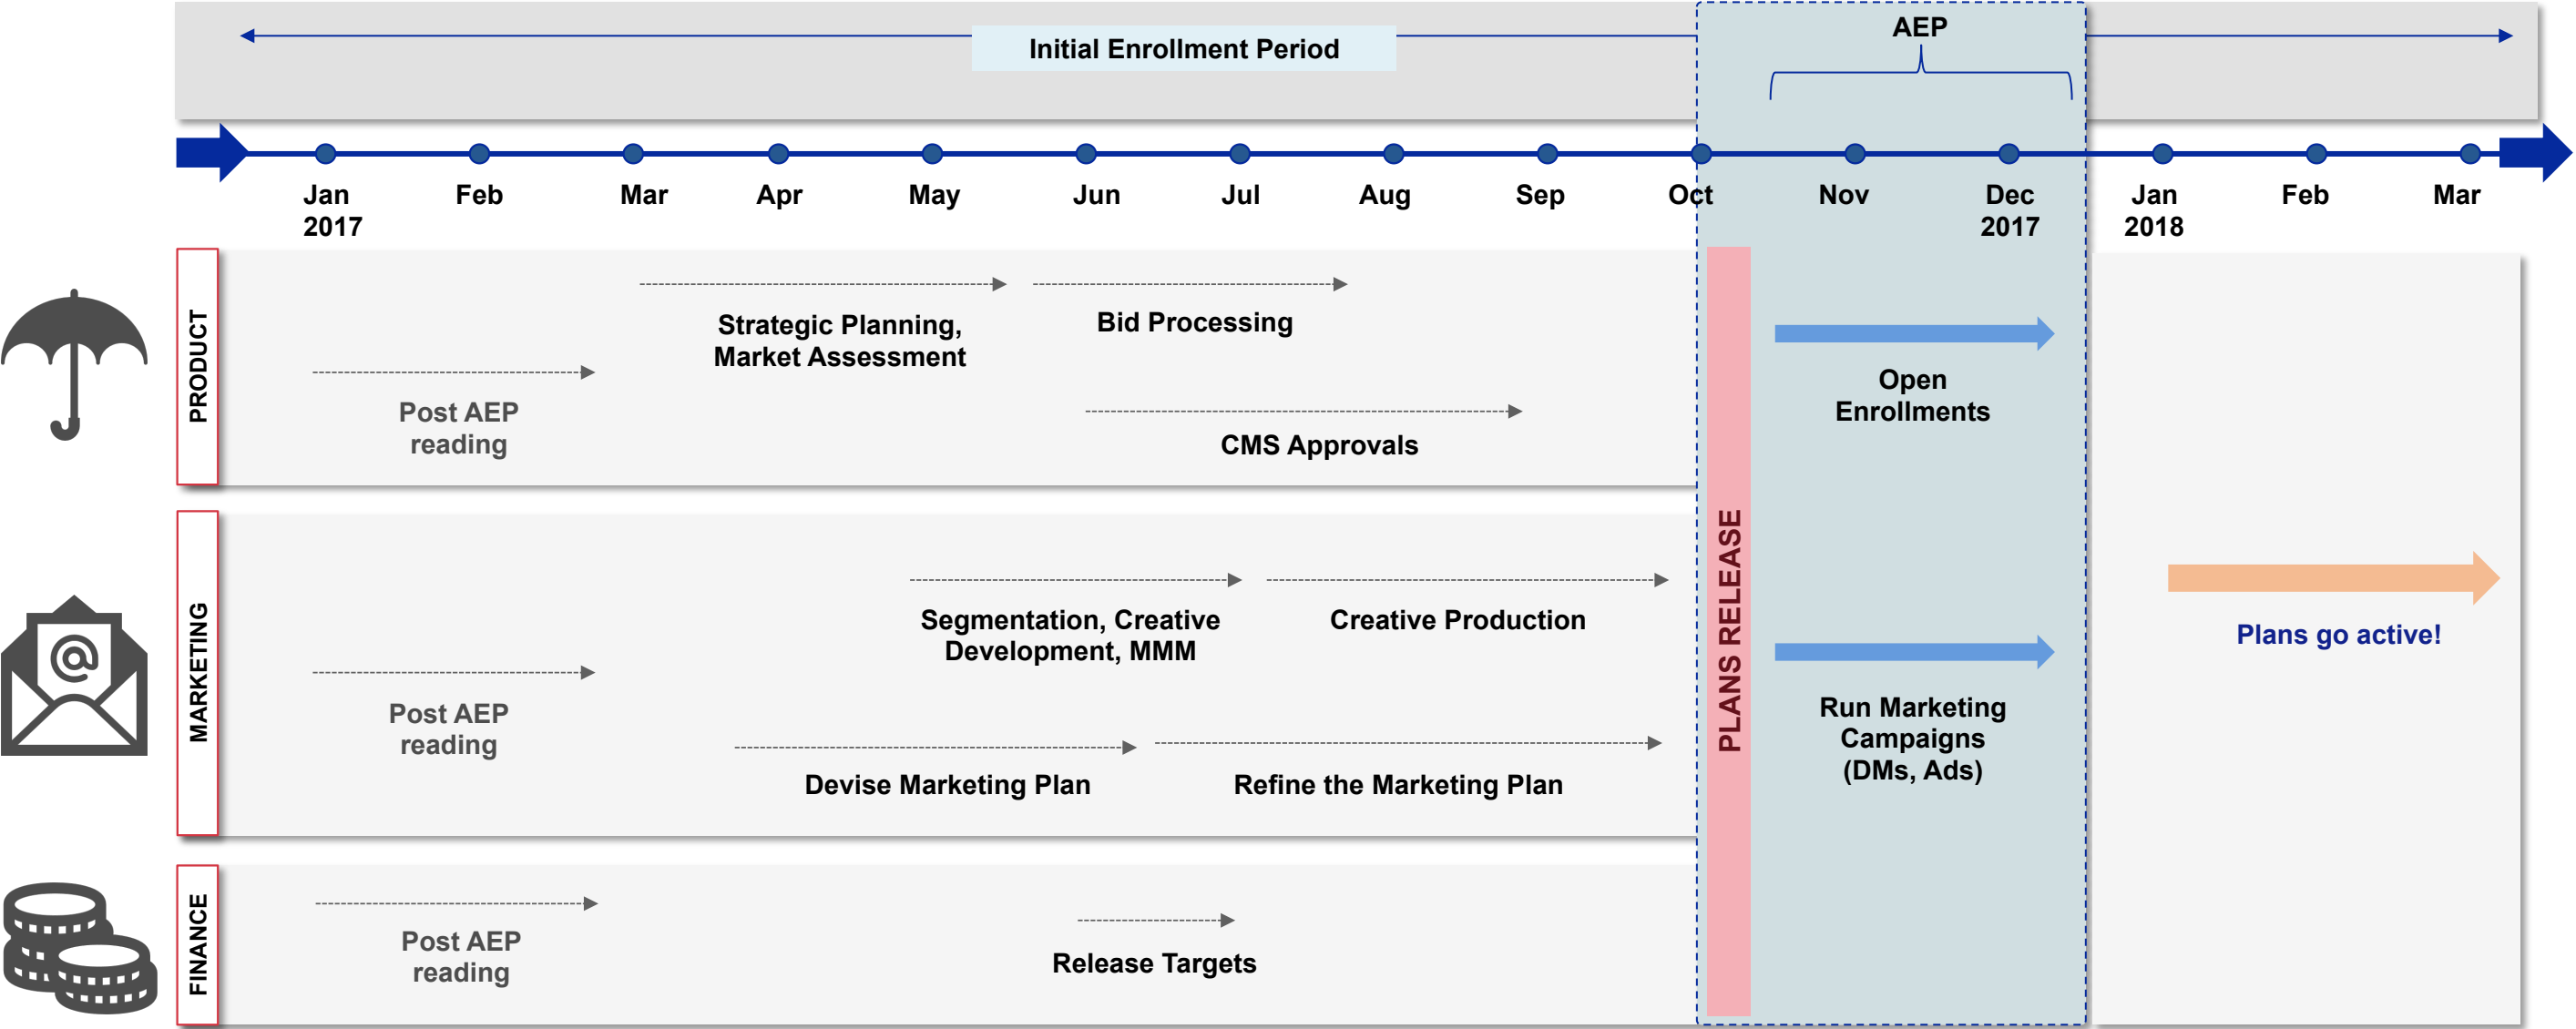 AEP
Initial Enrollment Period
Jan Feb Mar Apr May Jun Jul Aug Sep Oct Nov Dec Jan Feb Mar
2017 2017 2018
PRODUCT
Strategic Planning,
Market Assessment
Bid Processing
Post AEP
reading
CMS Approvals
Open
Enrollments
PLANS RELEASE
MARKETING
Segmentation, Creative
Development, MMM
Creative Production
Post AEP
reading
Devise Marketing Plan
Refine the Marketing Plan
Run Marketing
Campaigns
(DMs, Ads)
Plans go active!
FINANCE
Post AEP
reading
Release Targets
@